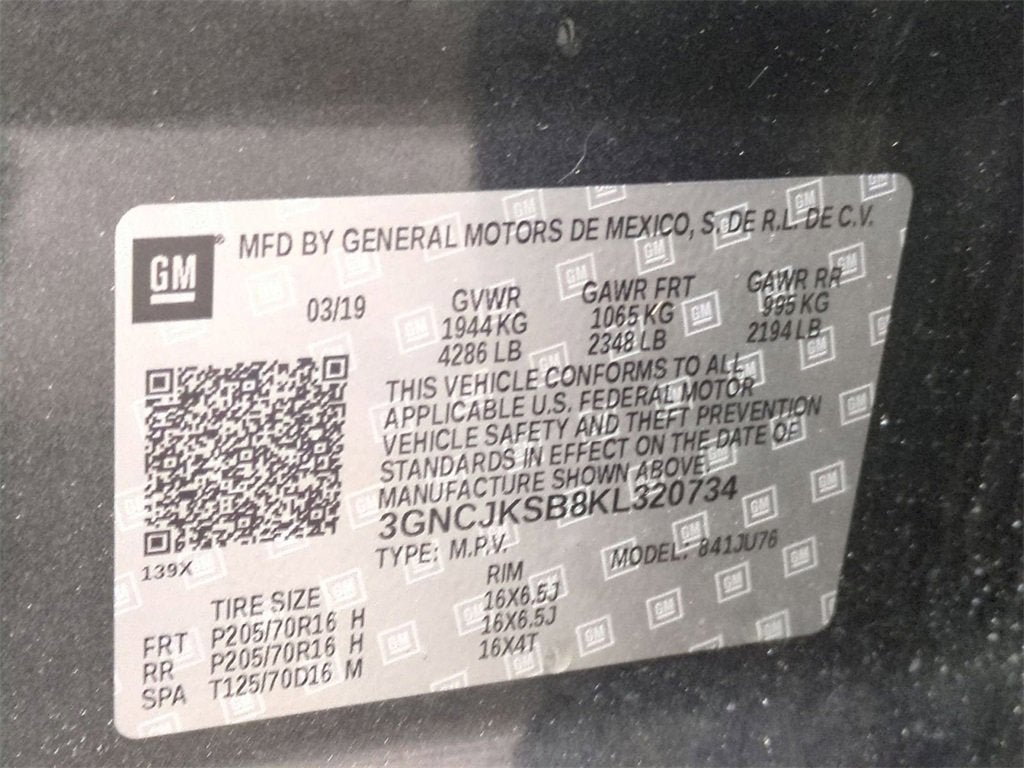 GM
MFD BY GENERAL MOTORS DE MEXICO, S. DE R.L. DE C.V.
03/19
GVWR GAWR FRT GAWR RR
1944 KG 1065 KG 995 KG
4286 LB 2348 LB 2194 LB
THIS VEHICLE CONFORMS TO ALL
APPLICABLE U.S. FEDERAL MOTOR
VEHICLE SAFETY AND THEFT PREVENTION
STANDARDS IN EFFECT ON THE DATE OF
MANUFACTURE SHOWN ABOVE.
3GNCJKSB8KL320734
TYPE: M.P.V. MODEL: 841JU76
139X
TIRE SIZE RIM
FRT P205/70R16 H 16X6.5J
RR P205/70R16 H 16X6.5J
SPA T125/70D16 M 16X4T